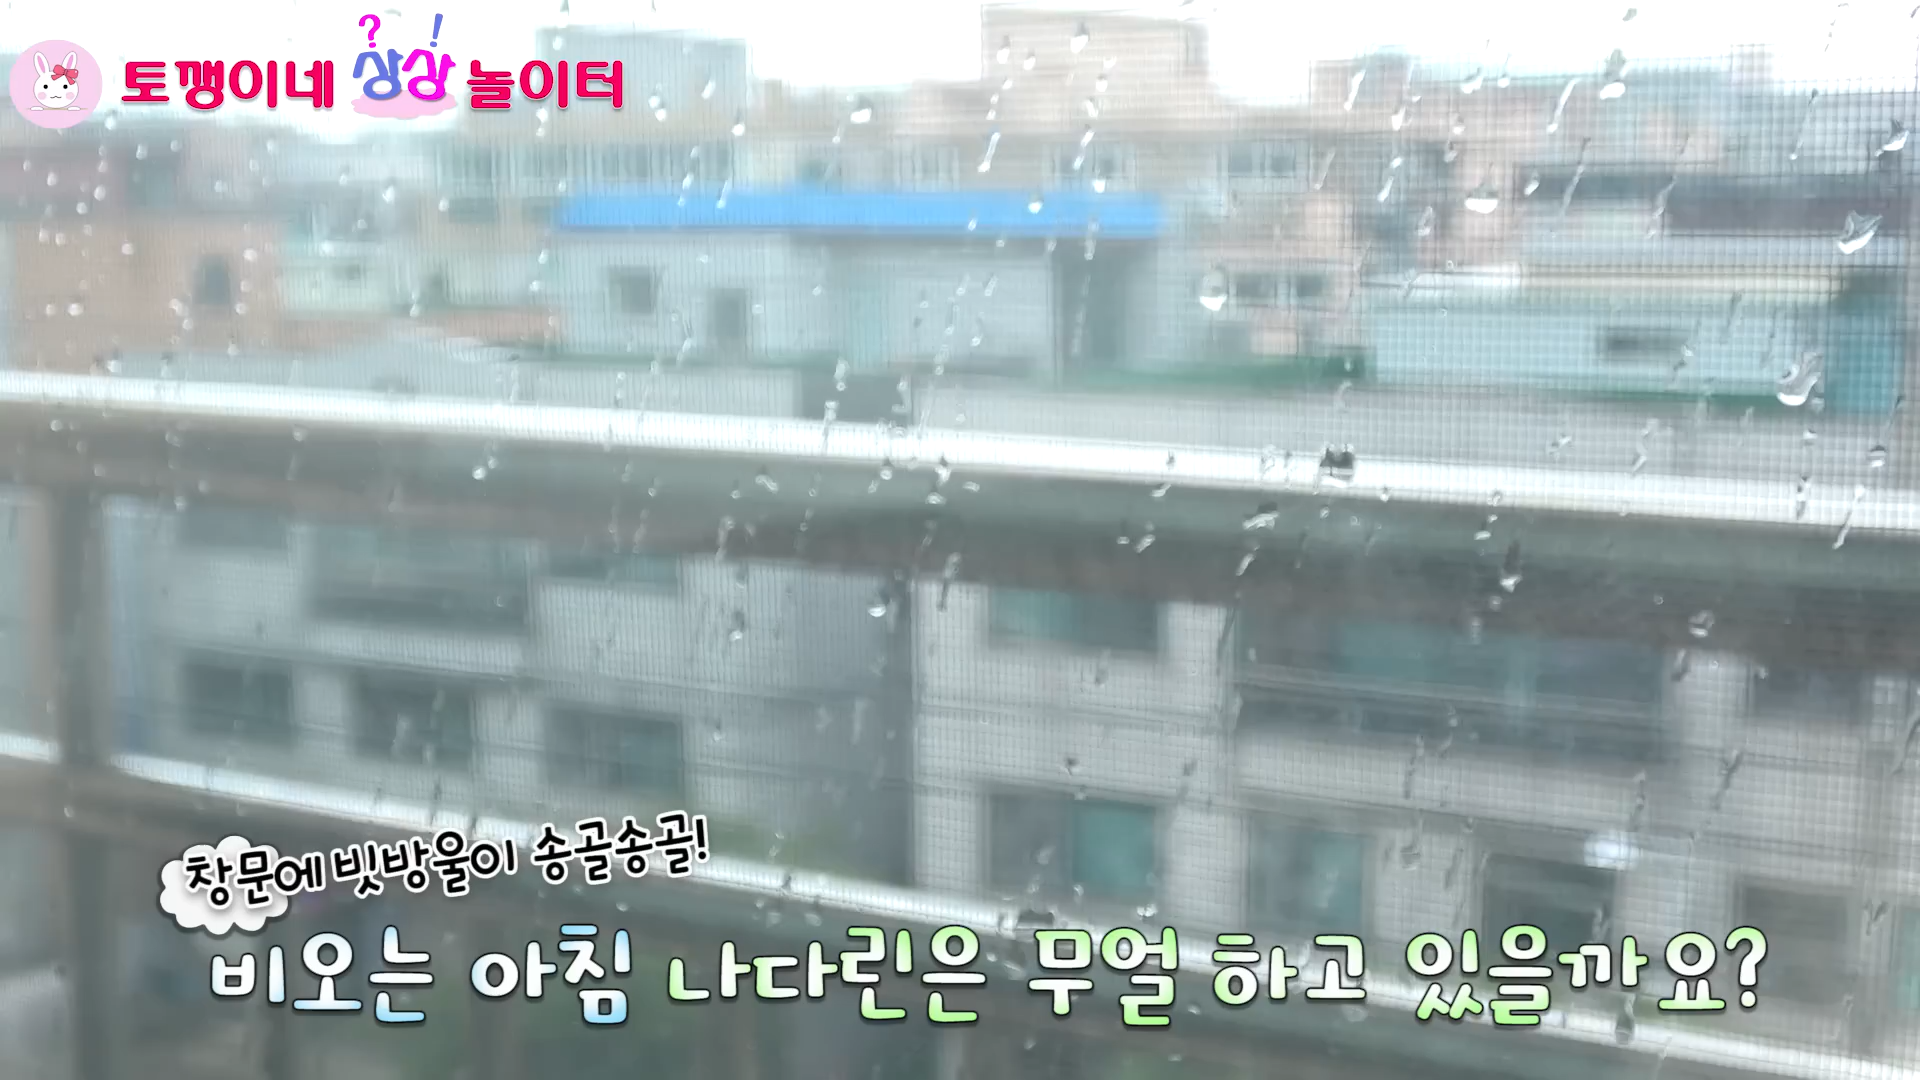 토깽이네 상상 놀이터
?!
창문에 빗방울이 송골송골!
비오는 아침 나다린은 무얼 하고 있을까요?